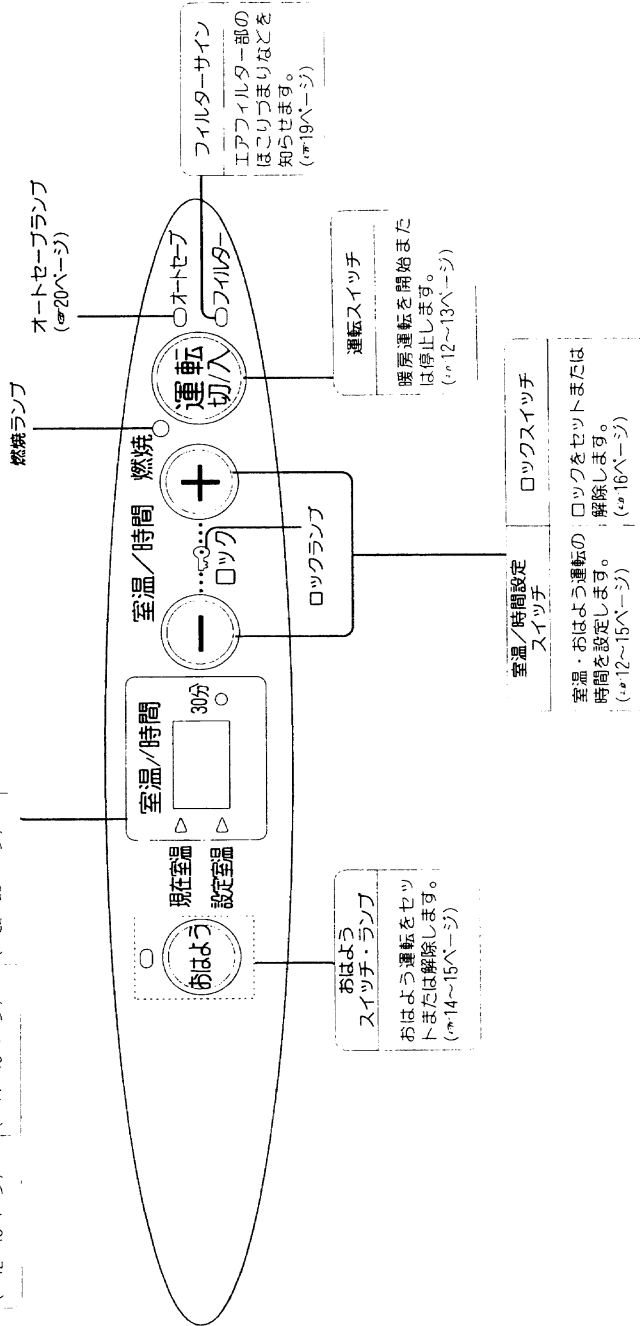 燃焼ランプ
オートセーブランプ
(☞20ページ)
フィルターサイン
エアフィルター部の
ほこりづまりなどを
知らせます。
(☞19ページ)
おはよう
現在室温
設定室温
室温／時間
30分
室温／時間
－
ロック
＋
燃焼
運転
切/入
オートセーブ
フィルター
ロックランプ
おはよう
スイッチ・ランプ
おはよう運転をセッ
トまたは解除します。
(☞14～15ページ)
室温／時間設定
スイッチ
室温・おはよう運転の
時間を設定します。
(☞12～15ページ)
ロックスイッチ
ロックをセットまたは
解除します。
(☞16ページ)
運転スイッチ
暖房運転を開始また
は停止します。
(☞12～13ページ)